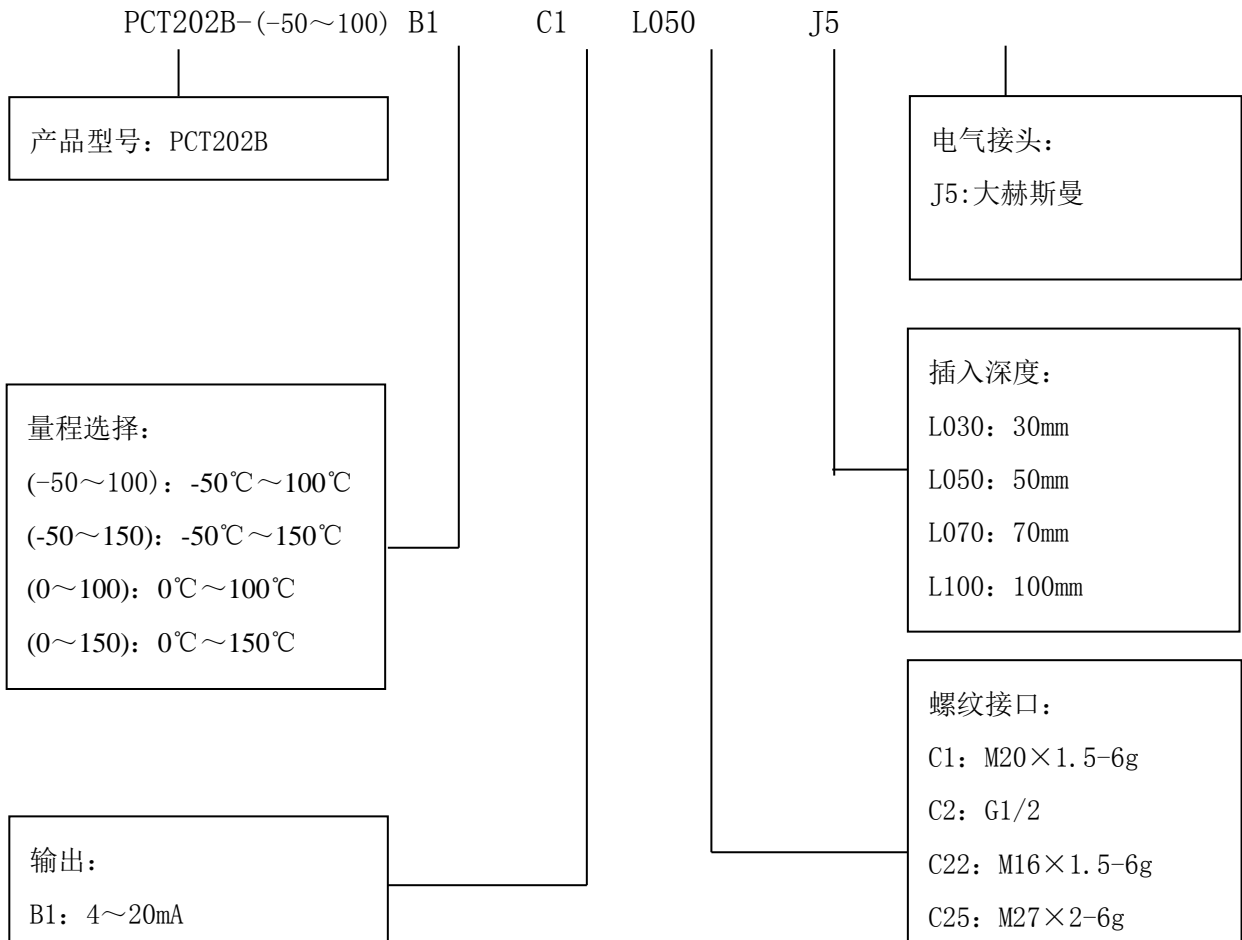 PCT202B-(-50～100) B1 C1 L050 J5
产品型号：PCT202B
电气接头：
J5:大赫斯曼
量程选择：
(-50～100)：-50℃～100℃
(-50～150)：-50℃～150℃
(0～100)：0℃～100℃
(0～150)：0℃～150℃
插入深度：
L030：30mm
L050：50mm
L070：70mm
L100：100mm
输出：
B1：4～20mA
螺纹接口：
C1：M20×1.5-6g
C2：G1/2
C22：M16×1.5-6g
C25：M27×2-6g